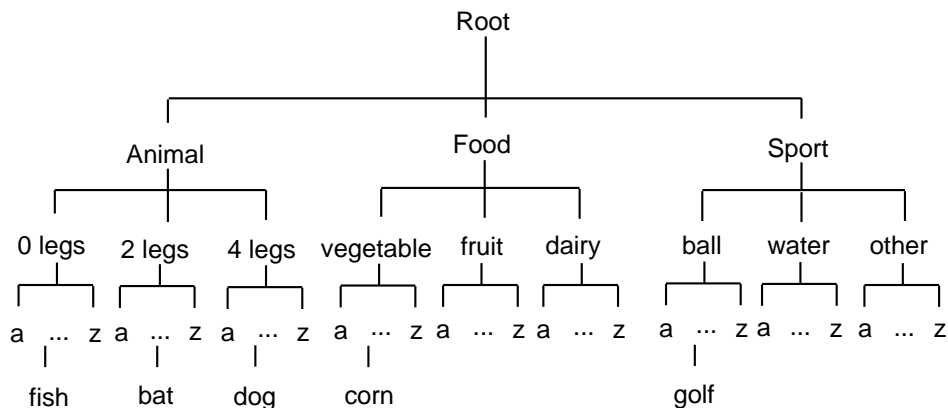 Root
Animal Food Sport
0 legs 2 legs 4 legs vegetable fruit dairy ball water other
a ... z a ... z a ... z a ... z a ... z a ... z a ... z a ... z a ... z
fish bat dog corn golf